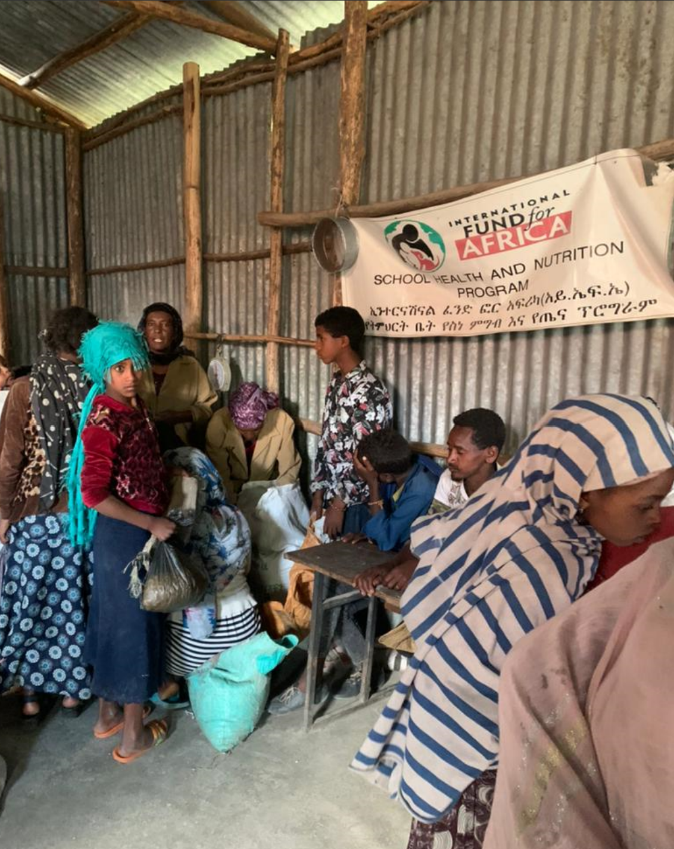 INTERNATIONAL
FUND for
AFRICA
SCHOOL HEALTH AND NUTRITION
PROGRAM
ኢንተርናሽናል ፈንድ ፎር አፍሪካ(አይ.ኤፍ.ኤ)
የትምህርት ቤት የስነ ምግብ እና የጤና ፕሮግራም